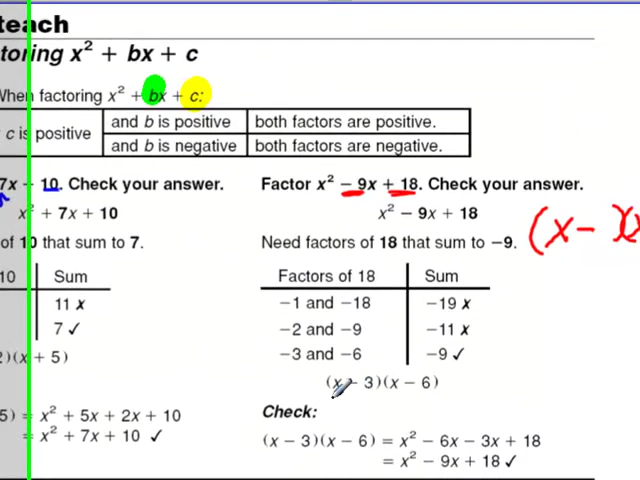 teach
toring x² + bx + c
When factoring x² + bx + c:
c is positive
and b is positive both factors are positive.
and b is negative both factors are negative.
7x + 10. Check your answer.
x² + 7x + 10
of 10 that sum to 7.
10 Sum
11 ✗
7 ✓
2)(x + 5)
5) = x² + 5x + 2x + 10
= x² + 7x + 10 ✓
Factor x² − 9x + 18. Check your answer.
x² − 9x + 18
Need factors of 18 that sum to −9.
(x − )(x
Factors of 18 Sum
−1 and −18 −19 ✗
−2 and −9 −11 ✗
−3 and −6 −9 ✓
(x − 3)(x − 6)
Check:
(x − 3)(x − 6) = x² − 6x − 3x + 18
= x² − 9x + 18 ✓